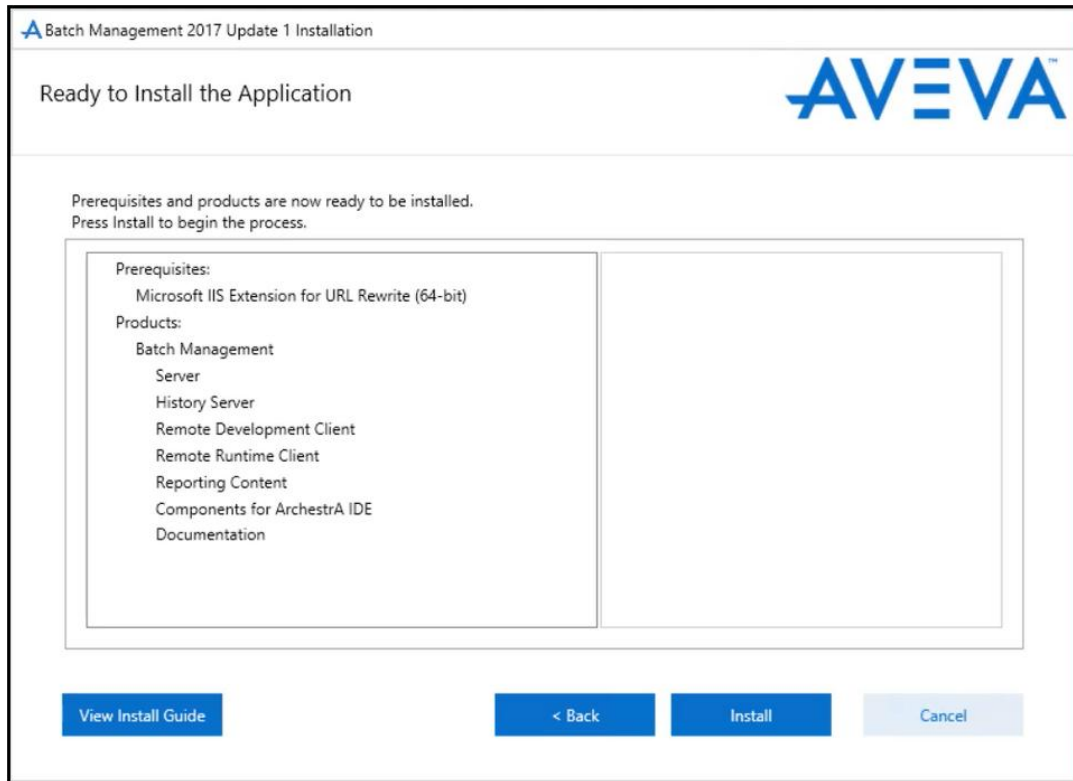 Batch Management 2017 Update 1 Installation
Ready to Install the Application
AVEVA™
Prerequisites and products are now ready to be installed.
Press Install to begin the process.
Prerequisites:
Microsoft IIS Extension for URL Rewrite (64-bit)
Products:
Batch Management
Server
History Server
Remote Development Client
Remote Runtime Client
Reporting Content
Components for ArchestrA IDE
Documentation
View Install Guide
< Back
Install
Cancel